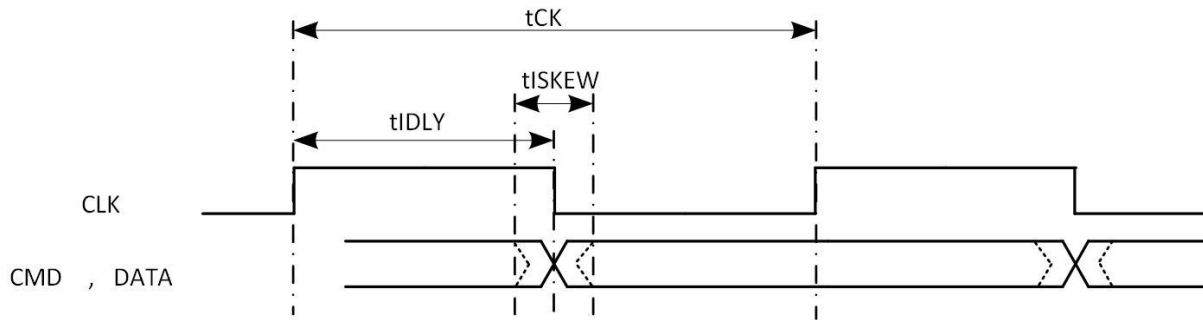 tCK
tISKEW
tIDLY
CLK
CMD , DATA